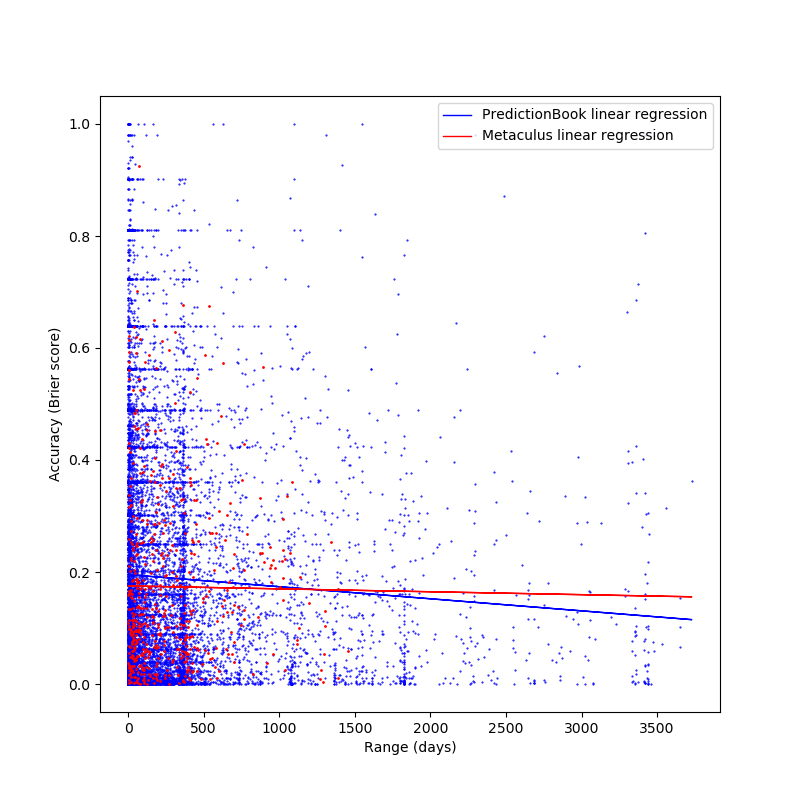 PredictionBook linear regression
Metaculus linear regression
1.0
0.8
0.6
0.4
0.2
0.0
Accuracy (Brier score)
0 500 1000 1500 2000 2500 3000 3500
Range (days)